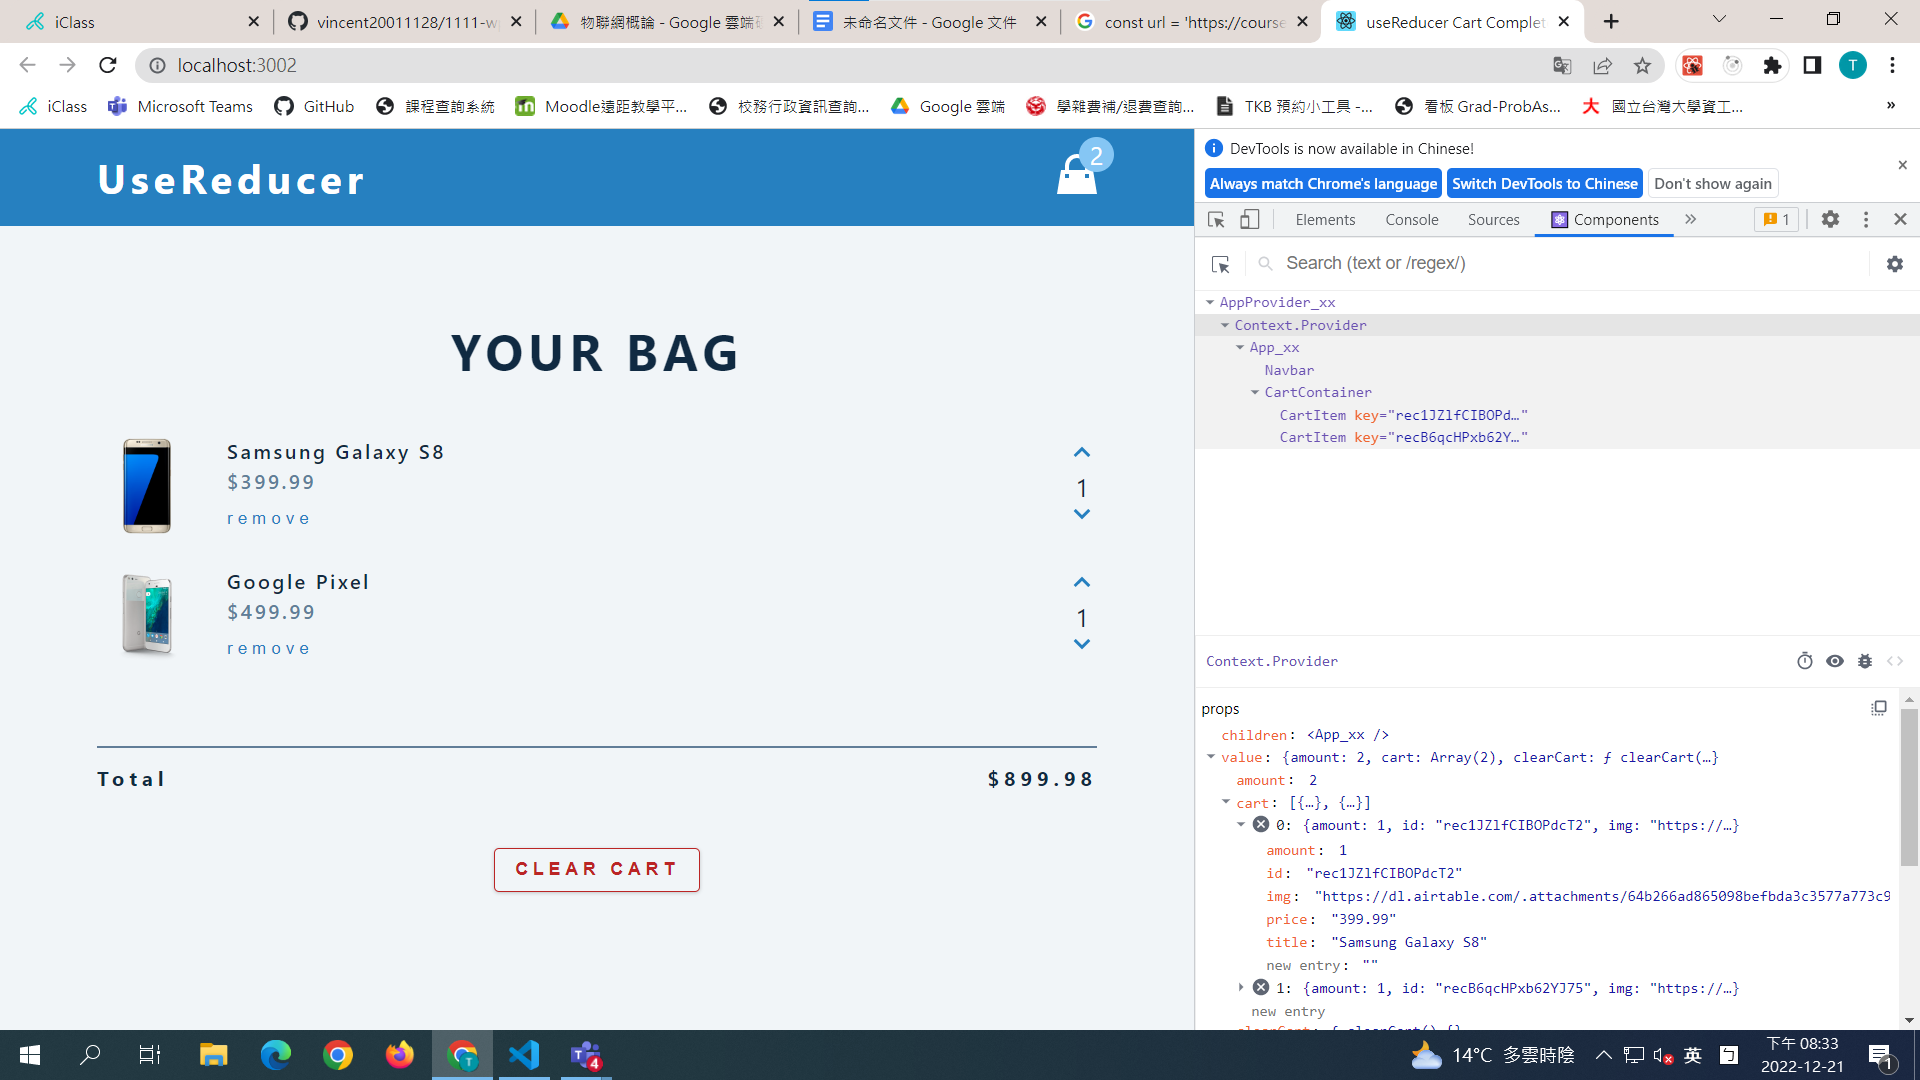 iClass
vincent20011128/1111-wp
物聯網概論 - Google 雲端硬
未命名文件 - Google 文件
const url = 'https://course
useReducer Cart Complet
localhost:3002
T
iClass
Microsoft Teams
GitHub
課程查詢系統
Moodle遠距教學平...
校務行政資訊查詢...
Google 雲端
學雜費補/退費查詢...
TKB 預約小工具 -...
看板 Grad-ProbAs...
國立台灣大學資工...
»
UseReducer
2
YOUR BAG
Samsung Galaxy S8
$399.99
remove
1
Google Pixel
$499.99
remove
1
Total
$899.98
CLEAR CART
DevTools is now available in Chinese!
Always match Chrome's language
Switch DevTools to Chinese
Don't show again
Elements
Console
Sources
Components
»
1
Search (text or /regex/)
AppProvider_xx
Context.Provider
App_xx
Navbar
CartContainer
CartItem key="rec1JZlfCIBOPd…"
CartItem key="recB6qcHPxb62Y…"
Context.Provider
props
children: <App_xx />
value: {amount: 2, cart: Array(2), clearCart: ƒ clearCart(…}
amount: 2
cart: [{…}, {…}]
0: {amount: 1, id: "rec1JZlfCIBOPdcT2", img: "https://…}
amount: 1
id: "rec1JZlfCIBOPdcT2"
img: "https://dl.airtable.com/.attachments/64b266ad865098befbda3c3577a773c9
price: "399.99"
title: "Samsung Galaxy S8"
new entry: ""
1: {amount: 1, id: "recB6qcHPxb62YJ75", img: "https://…}
new entry
clearCart: ƒ clearCart() {}
T
4
14°C 多雲時陰
英
下午 08:33
2022-12-21
1